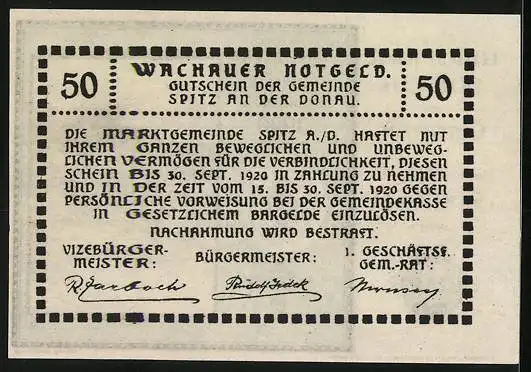 50
WACHAUER NOTGELD.
GUTSCHEIN DER GEMEINDE
SPITZ AN DER DONAU.
50
DIE MARKTGEMEINDE SPITZ A./D. HAFTET MIT
IHREM GANZEN BEWEGLICHEN UND UNBEWEG-
LICHEN VERMÖGEN FÜR DIE VERBINDLICHKEIT, DIESEN
SCHEIN BIS 30. SEPT. 1920 IN ZAHLUNG ZU NEHMEN
UND IN DER ZEIT VOM 15. BIS 30. SEPT. 1920 GEGEN
PERSÖNLICHE VORWEISUNG BEI DER GEMEINDEKASSE
IN GESETZLICHEM BARGELDE EINZULÖSEN.
NACHAHMUNG WIRD BESTRAFT.
VIZEBÜRGER-
MEISTER:
BÜRGERMEISTER:
1. GESCHÄFTSF.
GEM.-RAT: